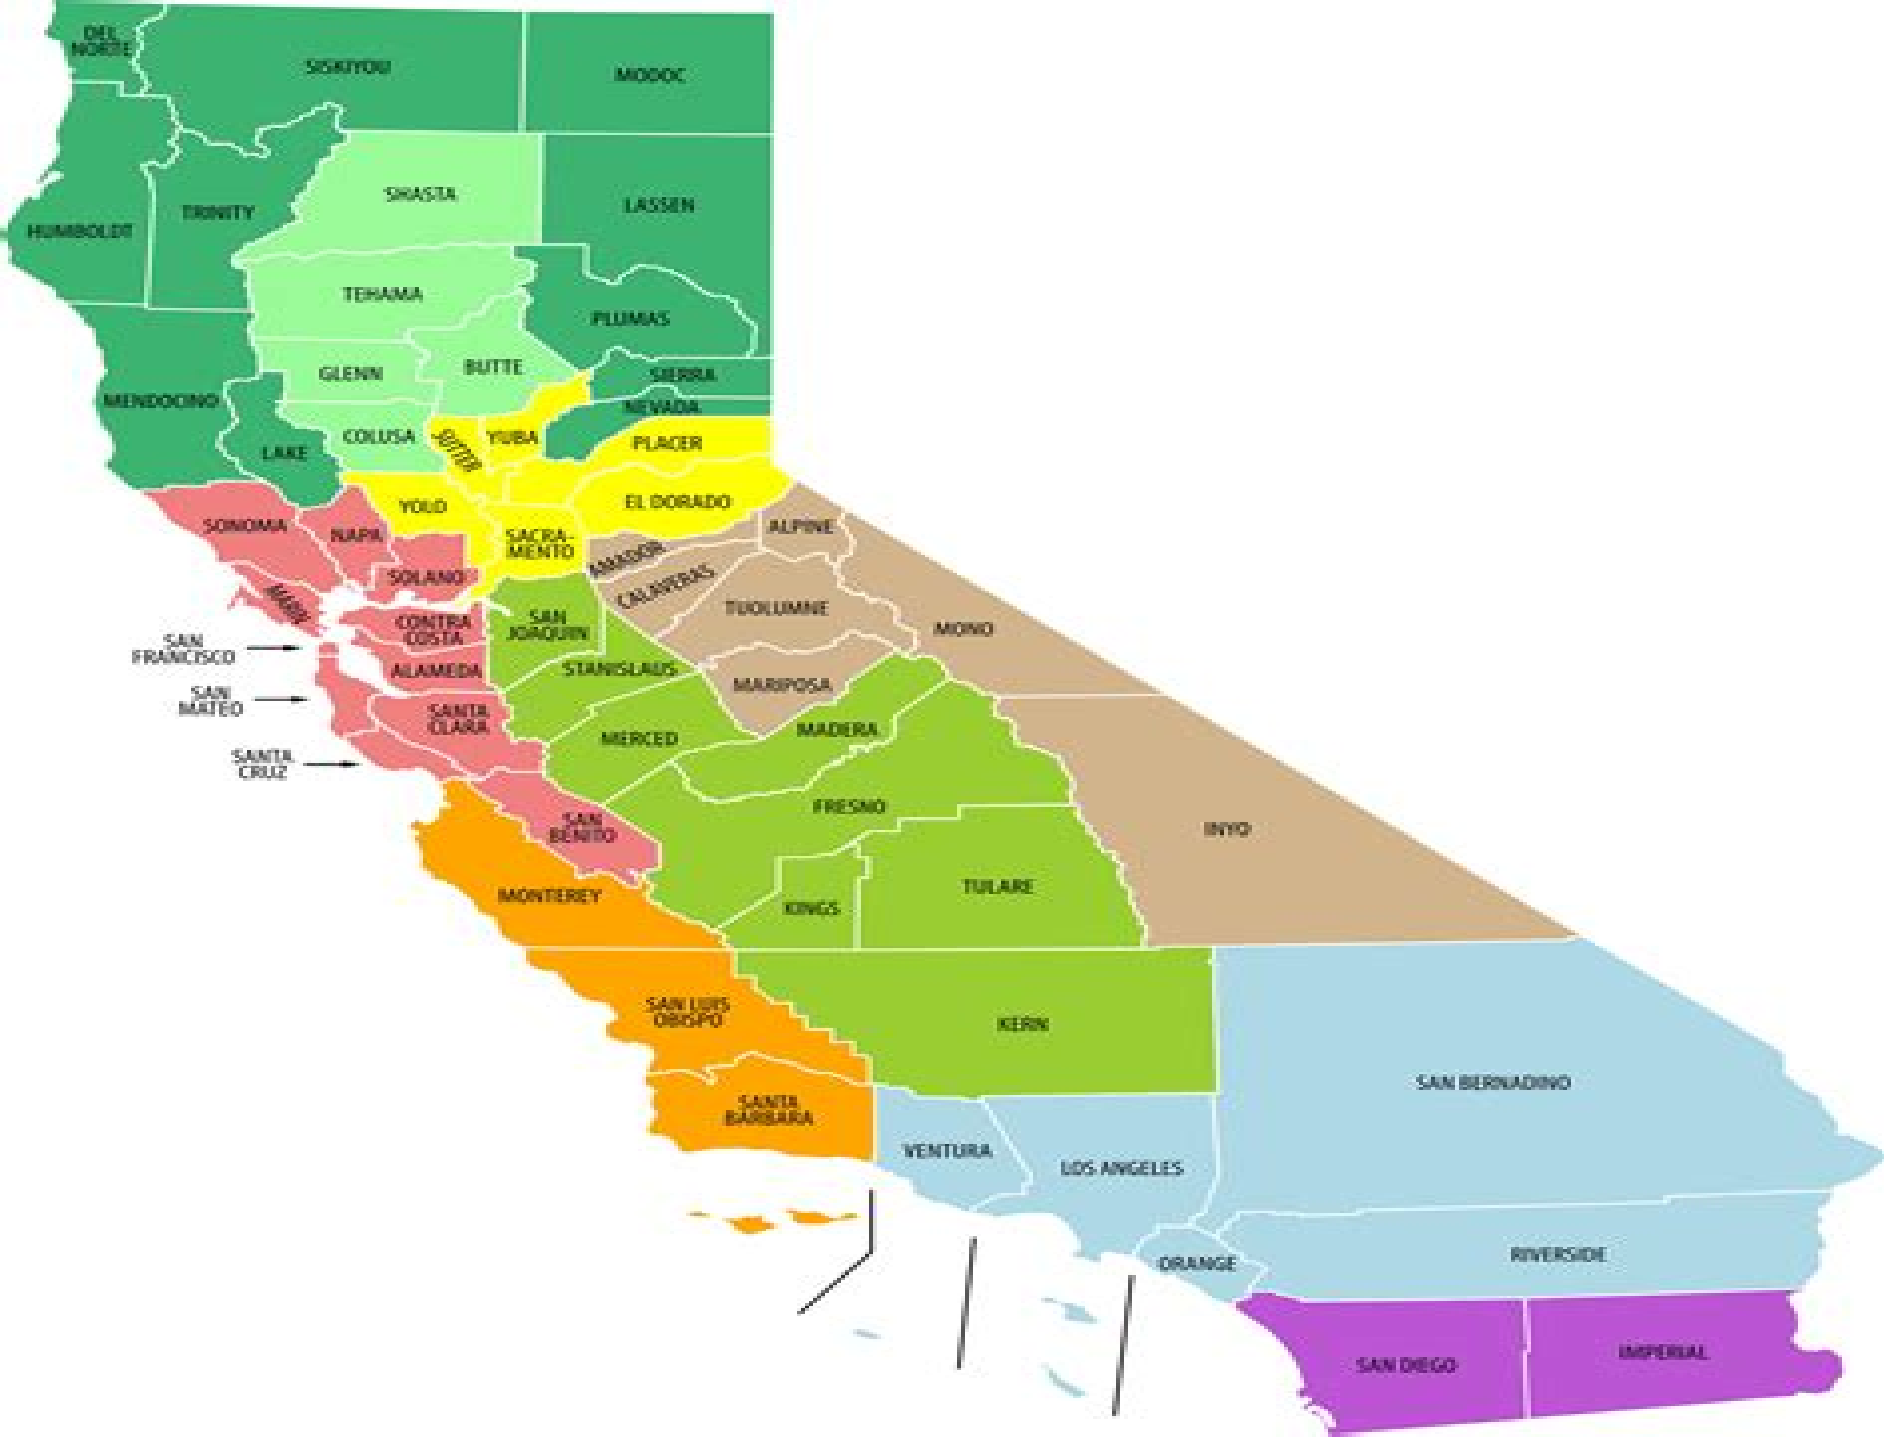 DEL
NORTE
SISKIYOU
MODOC
SHASTA
LASSEN
TRINITY
HUMBOLDT
TEHAMA
PLUMAS
BUTTE
GLENN
SIERRA
MENDOCINO
NEVADA
COLUSA
SUTTER
YUBA
PLACER
LAKE
YOLO
EL DORADO
SONOMA
NAPA
SACRA-
MENTO
ALPINE
AMADOR
SOLANO
CALAVERAS
MARIN
TUOLUMNE
CONTRA
COSTA
SAN
JOAQUIN
MONO
SAN
FRANCISCO
ALAMEDA
STANISLAUS
MARIPOSA
SAN
MATEO
SANTA
CLARA
MERCED
MADERA
SANTA
CRUZ
FRESNO
SAN
BENITO
INYO
MONTEREY
KINGS
TULARE
SAN LUIS
OBISPO
KERN
SAN BERNADINO
SANTA
BARBARA
VENTURA
LOS ANGELES
ORANGE
RIVERSIDE
SAN DIEGO
IMPERIAL